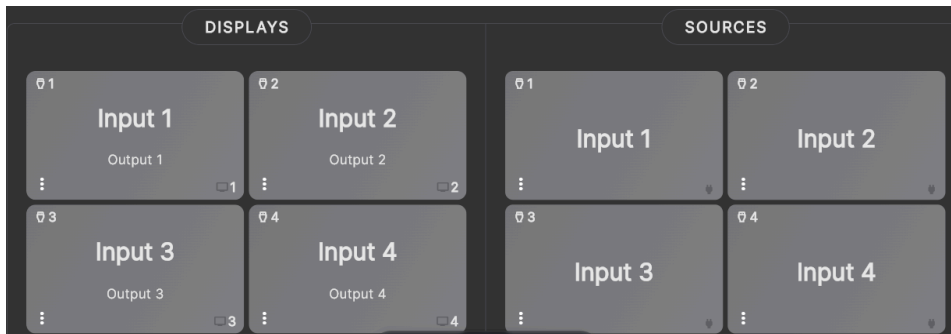 DISPLAYS
1
2
Input 1
Input 2
Output 1
Output 2
1
2
3
4
Input 3
Input 4
Output 3
Output 4
3
4
SOURCES
1
2
Input 1
Input 2
3
4
Input 3
Input 4